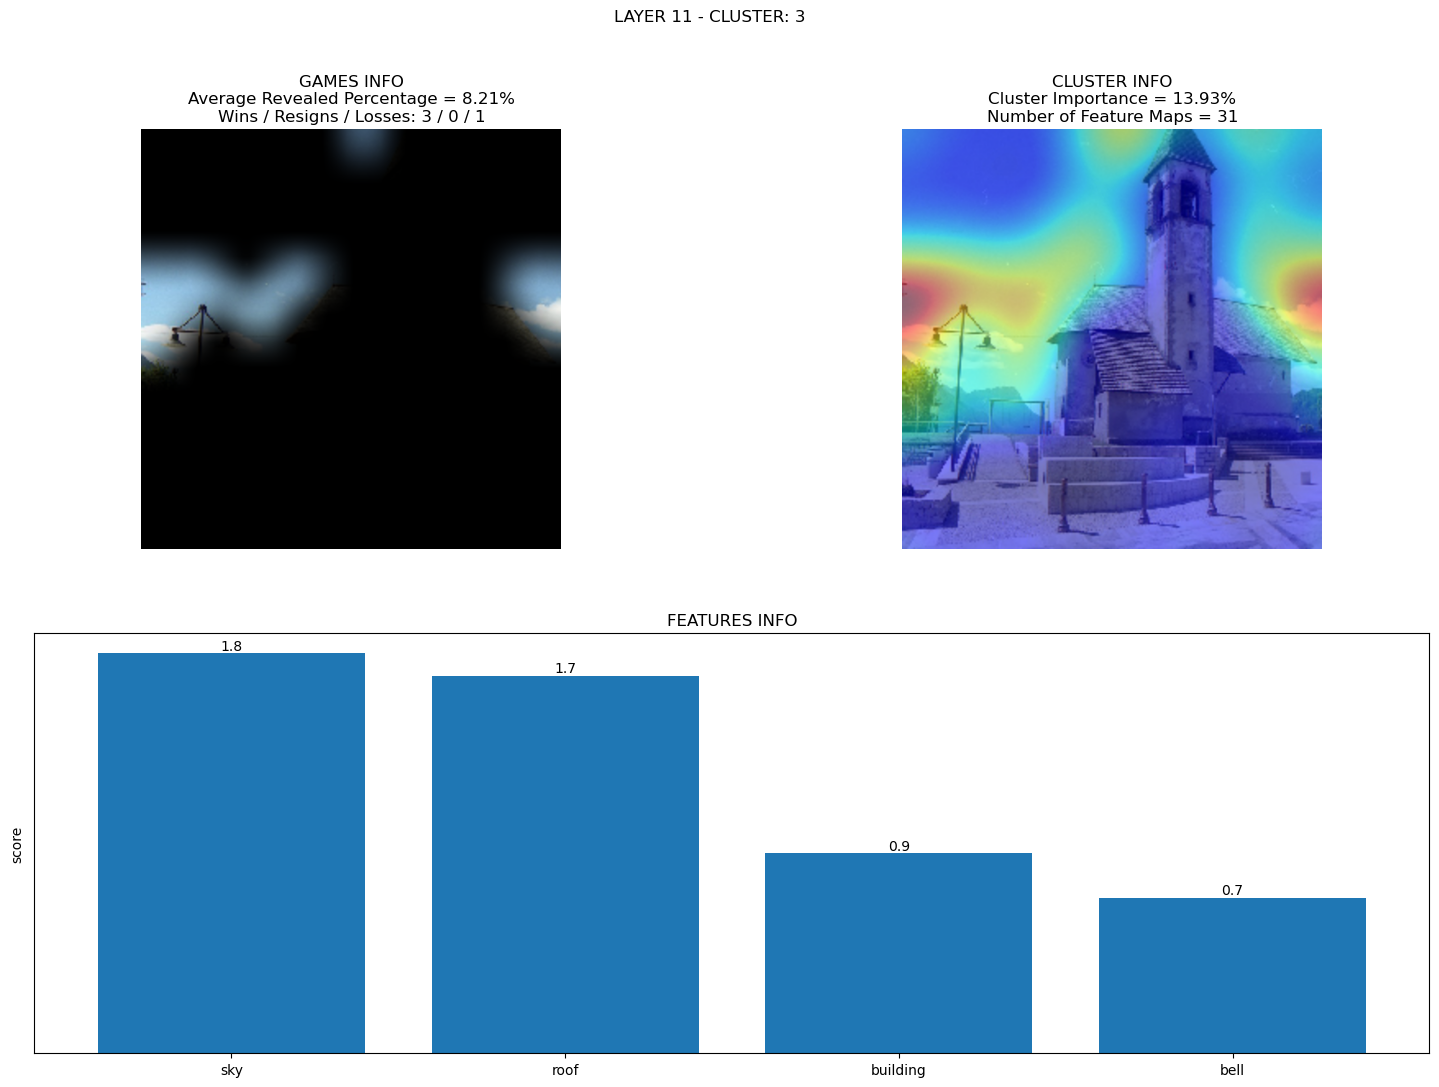 LAYER 11 - CLUSTER: 3
GAMES INFO
Average Revealed Percentage = 8.21%
Wins / Resigns / Losses: 3 / 0 / 1
CLUSTER INFO
Cluster Importance = 13.93%
Number of Feature Maps = 31
FEATURES INFO
score
1.8
1.7
0.9
0.7
sky
roof
building
bell